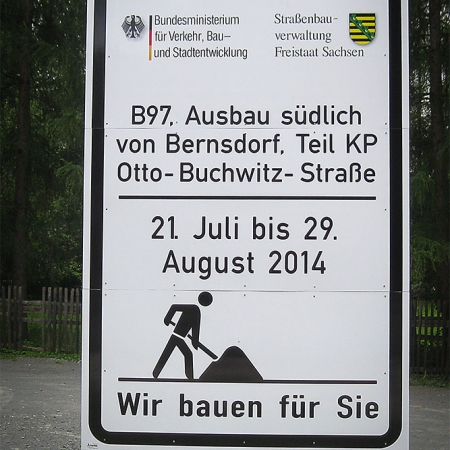 Bundesministerium
für Verkehr, Bau-
und Stadtentwicklung
Straßenbau-
verwaltung
Freistaat Sachsen
B97, Ausbau südlich
von Bernsdorf, Teil KP
Otto-Buchwitz-Straße
21. Juli bis 29.
August 2014
Wir bauen für Sie